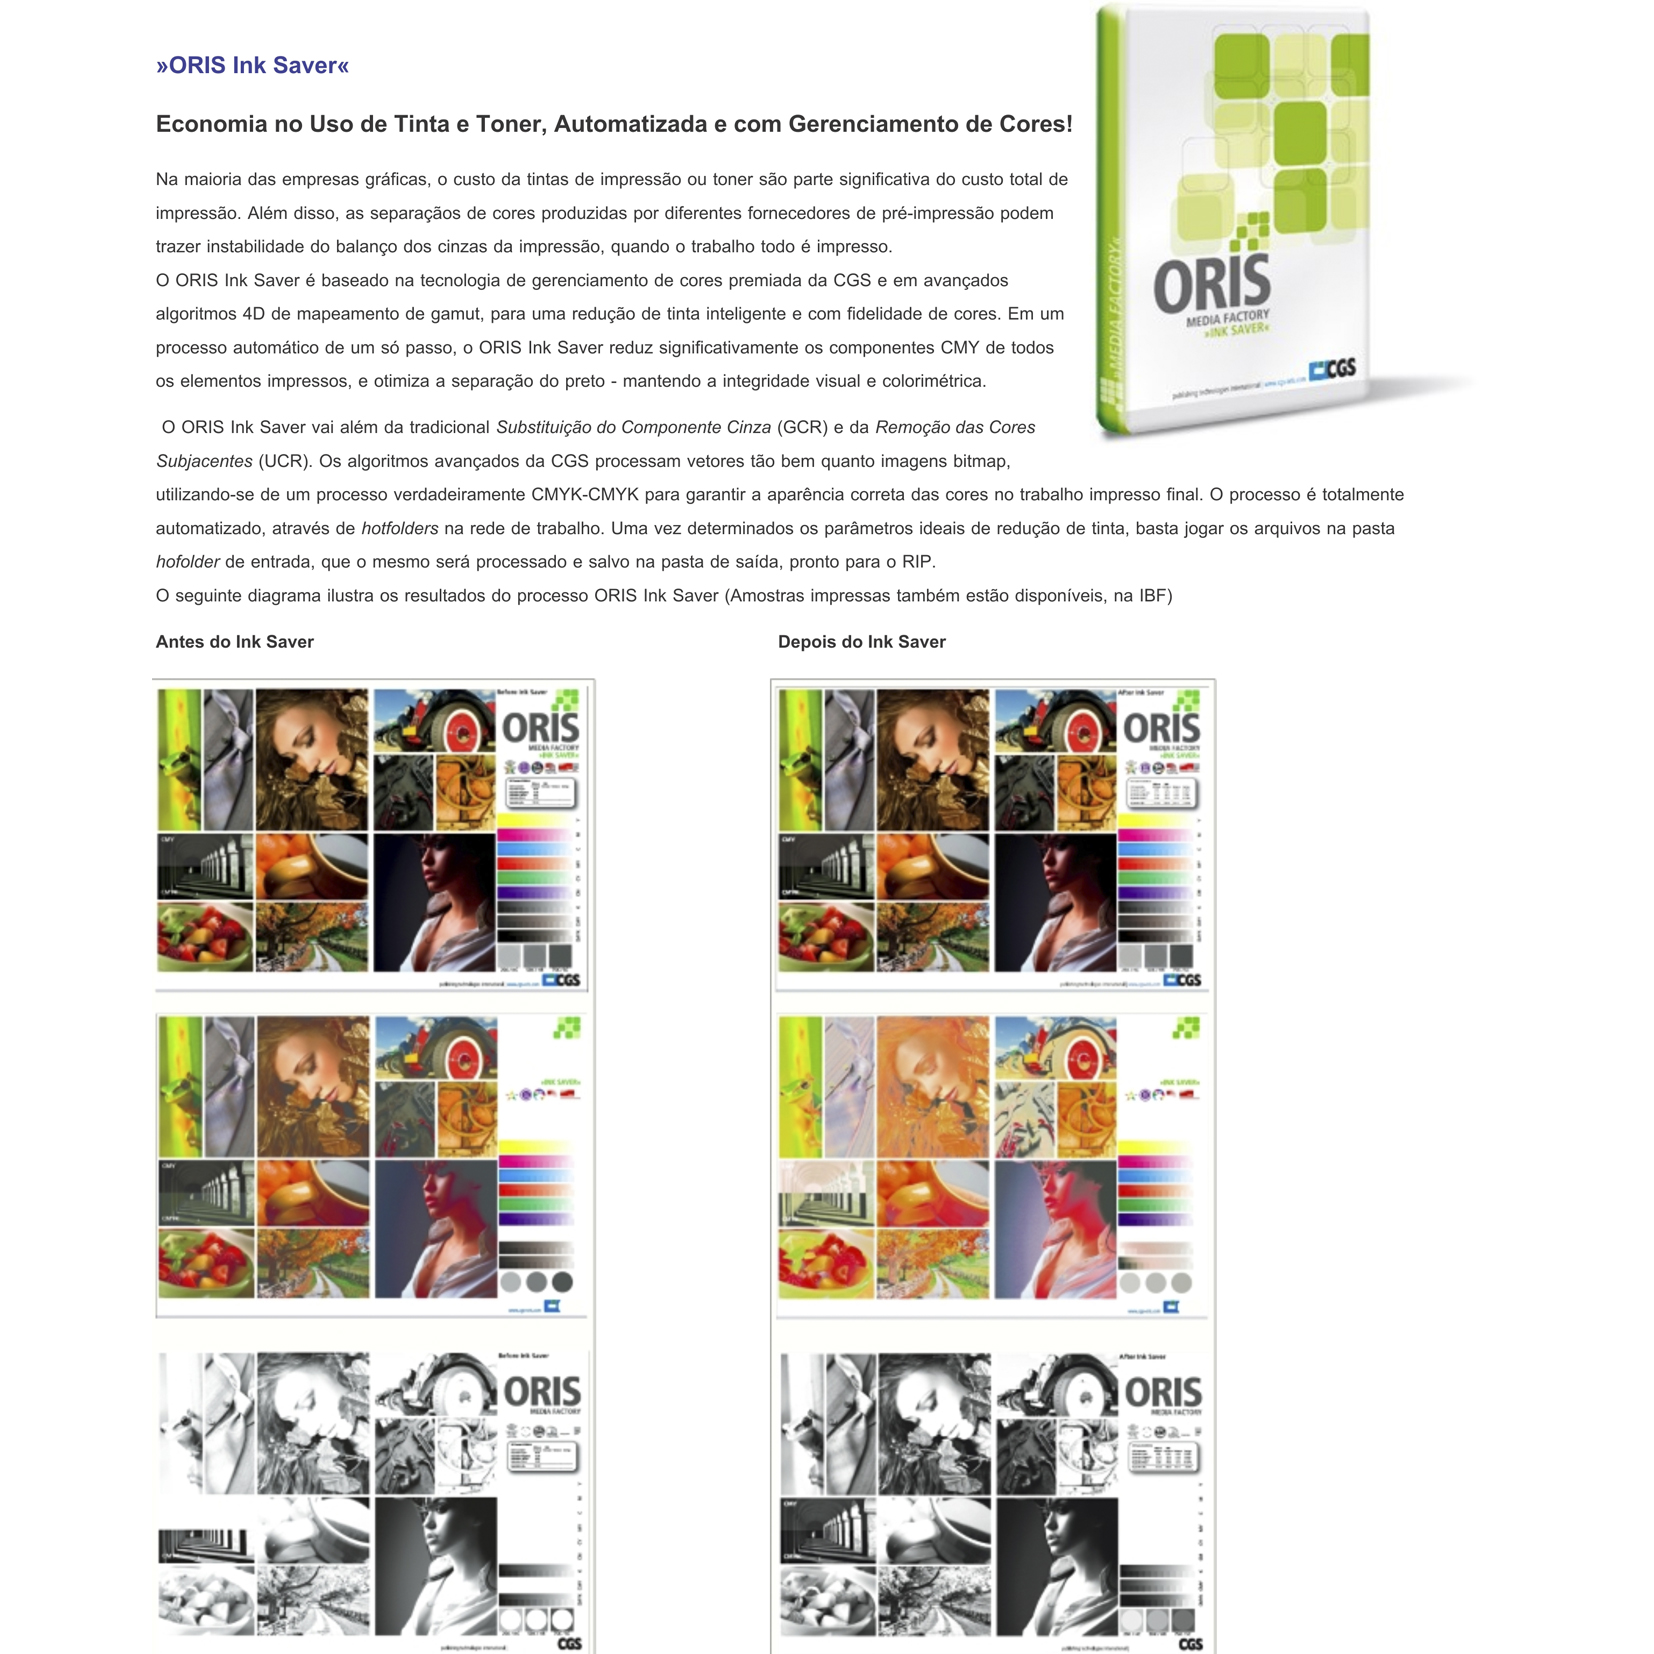 »ORIS Ink Saver«
Economia no Uso de Tinta e Toner, Automatizada e com Gerenciamento de Cores!
Na maioria das empresas gráficas, o custo da tintas de impressão ou toner são parte significativa do custo total de
impressão. Além disso, as separaçãos de cores produzidas por diferentes fornecedores de pré-impressão podem
trazer instabilidade do balanço dos cinzas da impressão, quando o trabalho todo é impresso.
O ORIS Ink Saver é baseado na tecnologia de gerenciamento de cores premiada da CGS e em avançados
algoritmos 4D de mapeamento de gamut, para uma redução de tinta inteligente e com fidelidade de cores. Em um
processo automático de um só passo, o ORIS Ink Saver reduz significativamente os componentes CMY de todos
os elementos impressos, e otimiza a separação do preto - mantendo a integridade visual e colorimétrica.
O ORIS Ink Saver vai além da tradicional Substituição do Componente Cinza (GCR) e da Remoção das Cores
Subjacentes (UCR). Os algoritmos avançados da CGS processam vetores tão bem quanto imagens bitmap,
utilizando-se de um processo verdadeiramente CMYK-CMYK para garantir a aparência correta das cores no trabalho impresso final. O processo é totalmente
automatizado, através de hotfolders na rede de trabalho. Uma vez determinados os parâmetros ideais de redução de tinta, basta jogar os arquivos na pasta
hofolder de entrada, que o mesmo será processado e salvo na pasta de saída, pronto para o RIP.
O seguinte diagrama ilustra os resultados do processo ORIS Ink Saver (Amostras impressas também estão disponíveis, na IBF)
»MEDIA FACTORY«
ORIS
MEDIA FACTORY
»INK SAVER«
publishing technologies international | www.cgs-oris.com
CGS
Antes do Ink Saver
Before Ink Saver
ORIS
MEDIA FACTORY
»INK SAVER«
CMY
CGS
»INK SAVER«
CMY
Before Ink Saver
ORIS
MEDIA FACTORY
CGS
Depois do Ink Saver
After Ink Saver
ORIS
MEDIA FACTORY
»INK SAVER«
CMY
CGS
»INK SAVER«
After Ink Saver
ORIS
MEDIA FACTORY
CMY
CGS